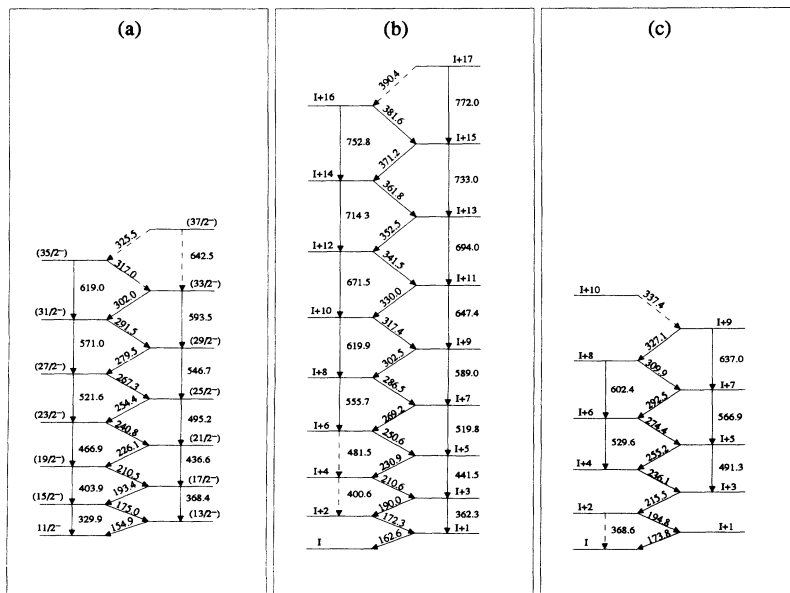 (a)
(37/2−)
325.5
(35/2−)
642.5
317.0
(33/2−)
619.0
302.0
(31/2−)
593.5
291.5
(29/2−)
571.0
279.5
(27/2−)
546.7
267.3
(25/2−)
521.6
254.4
(23/2−)
495.2
240.8
(21/2−)
466.9
226.1
(19/2−)
436.6
210.5
(17/2−)
403.9
193.4
(15/2−)
368.4
175.0
(13/2−)
329.9
154.9
11/2−
(b)
I+17
390.4
I+16
772.0
381.6
I+15
752.8
371.2
I+14
733.0
361.8
I+13
714.3
352.5
I+12
694.0
341.5
I+11
671.5
330.0
I+10
647.4
317.4
I+9
619.9
302.5
I+8
589.0
286.5
I+7
555.7
269.2
I+6
519.8
250.6
I+5
481.5
230.9
I+4
441.5
210.6
I+3
400.6
190.0
I+2
362.3
172.3
I+1
162.6
I
(c)
I+10
337.4
I+9
327.1
I+8
637.0
309.9
I+7
602.4
292.5
I+6
566.9
274.4
I+5
529.6
255.2
I+4
491.3
236.1
I+3
215.5
I+2
194.8
I+1
368.6
173.8
I